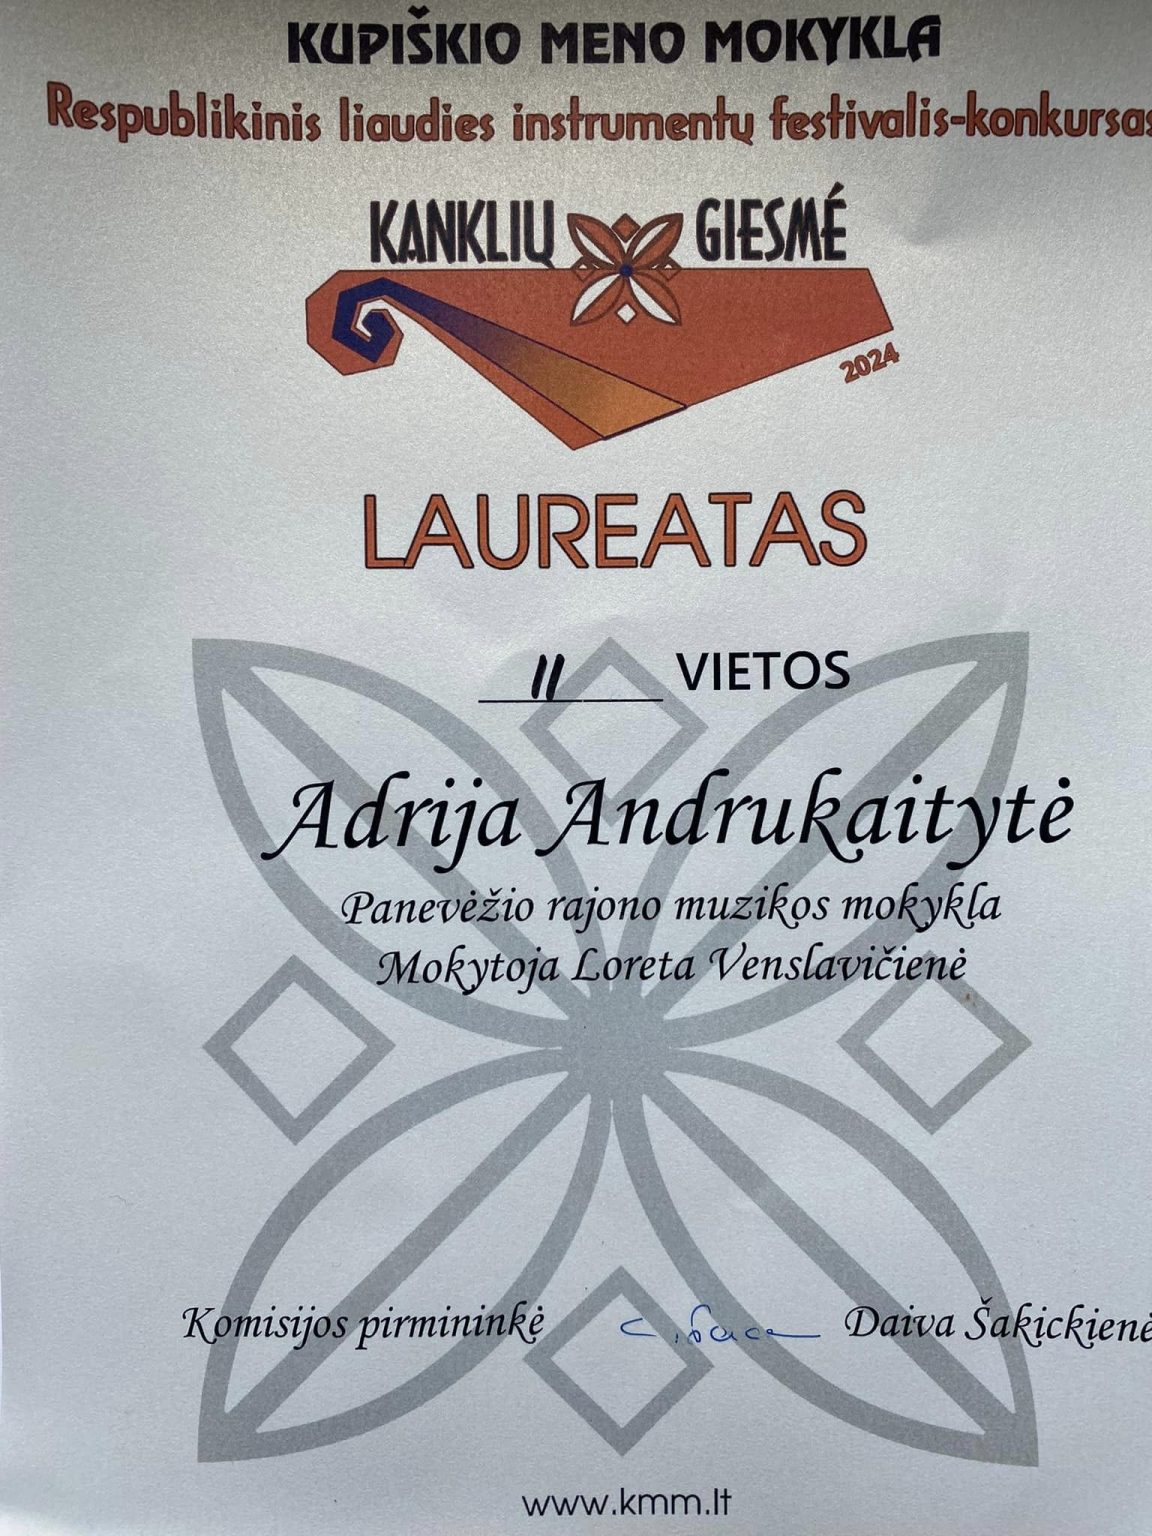 KUPIŠKIO MENO MOKYKLA
Respublikinis liaudies instrumentų festivalis-konkursas
KANKLIŲ GIESMĖ
2024
LAUREATAS
II VIETOS
Adrija Andrukaitytė
Panevėžio rajono muzikos mokykla
Mokytoja Loreta Venslavičienė
Komisijos pirmininkė Daiva Šakickienė
www.kmm.lt